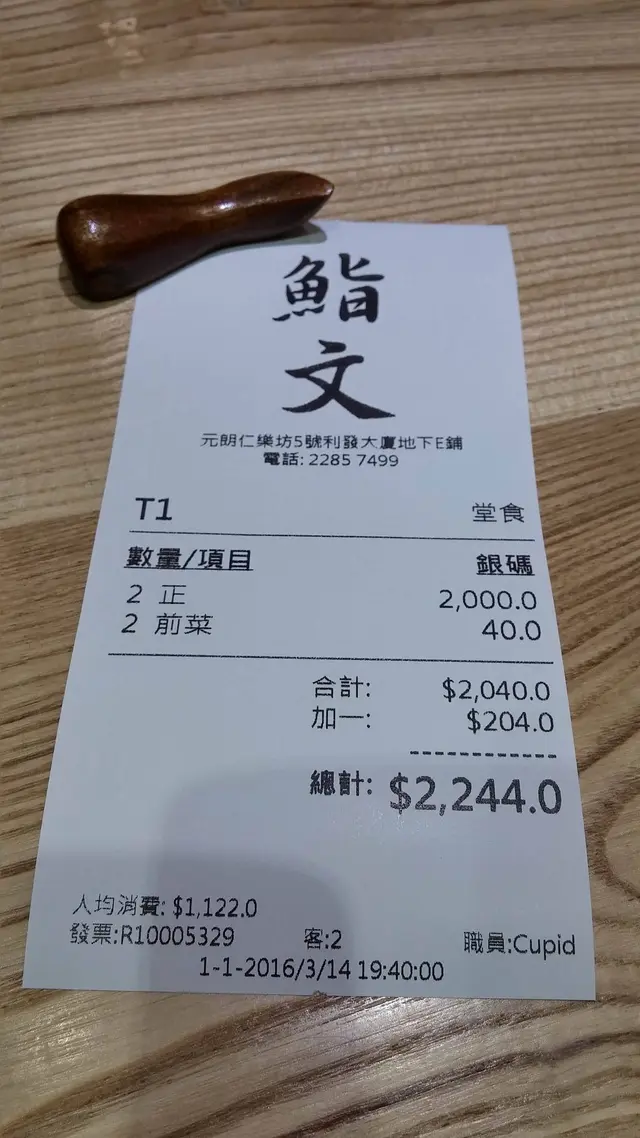 鮨
文
元朗仁樂坊5號利發大廈地下E鋪
電話: 2285 7499
T1 堂食
數量/項目 銀碼
2 正 2,000.0
2 前菜 40.0
合計: $2,040.0
加一: $204.0
總計: $2,244.0
人均消費: $1,122.0
發票:R10005329 客:2 職員:Cupid
1-1-2016/3/14 19:40:00